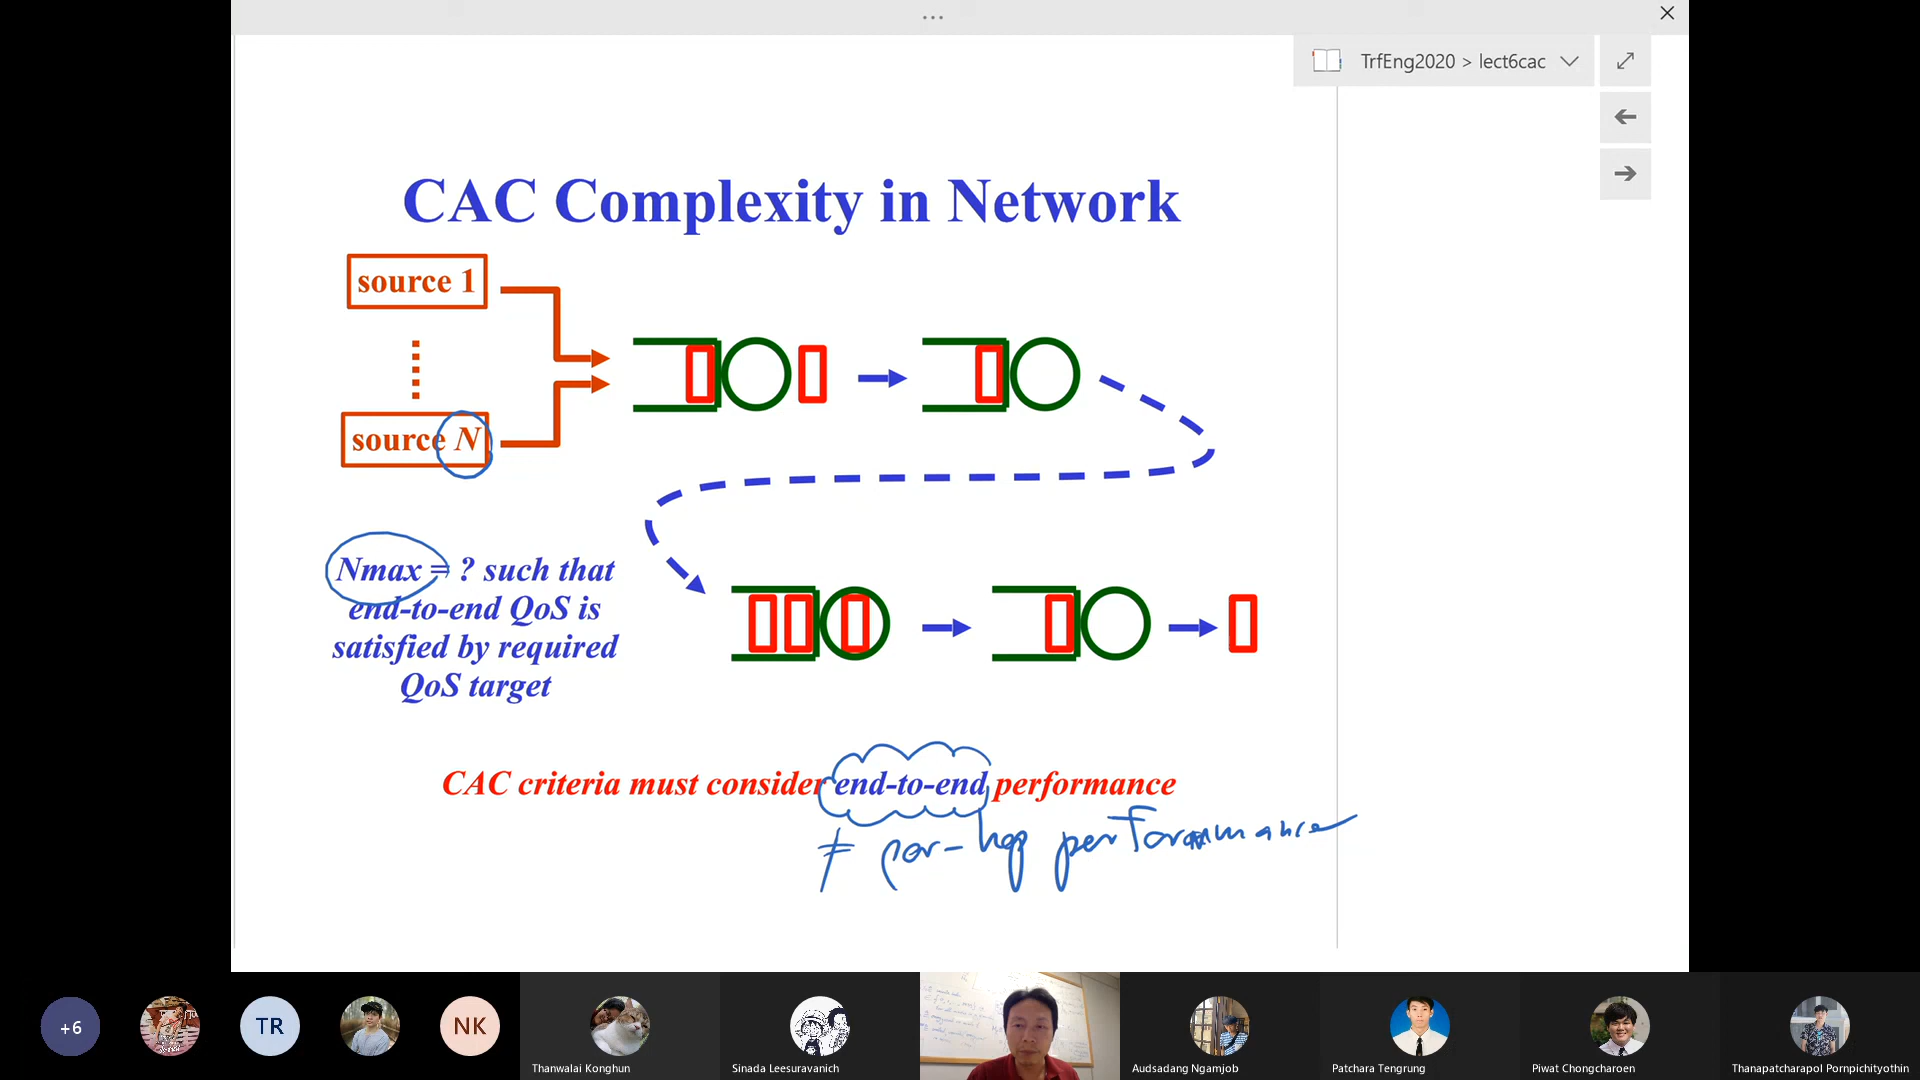 TrfEng2020 > lect6cac
CAC Complexity in Network
source 1
source N
Nmax = ? such that
end-to-end QoS is
satisfied by required
QoS target
CAC criteria must consider end-to-end performance
≠ per-hop performance
+6
TR
NK
Thanwalai Konghun
Sinada Leesuravanich
Audsadang Ngamjob
Patchara Tengrung
Piwat Chongcharoen
Thanapatcharapol Pornpichityothin